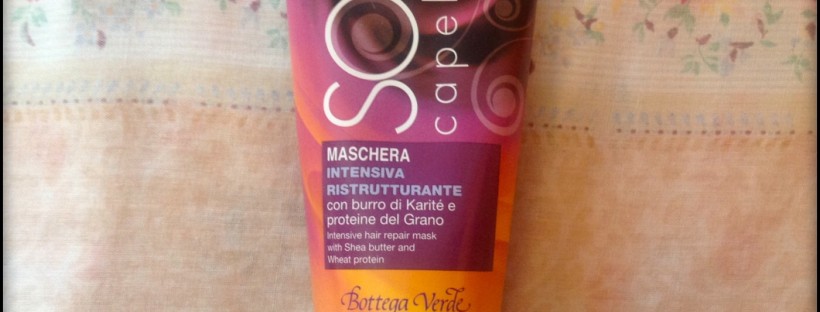 MASCHERA
INTENSIVA
RISTRUTTURANTE
con burro di Karité e
proteine del Grano
Intensive hair repair mask
with Shea butter and
Wheat protein
Bottega Verde